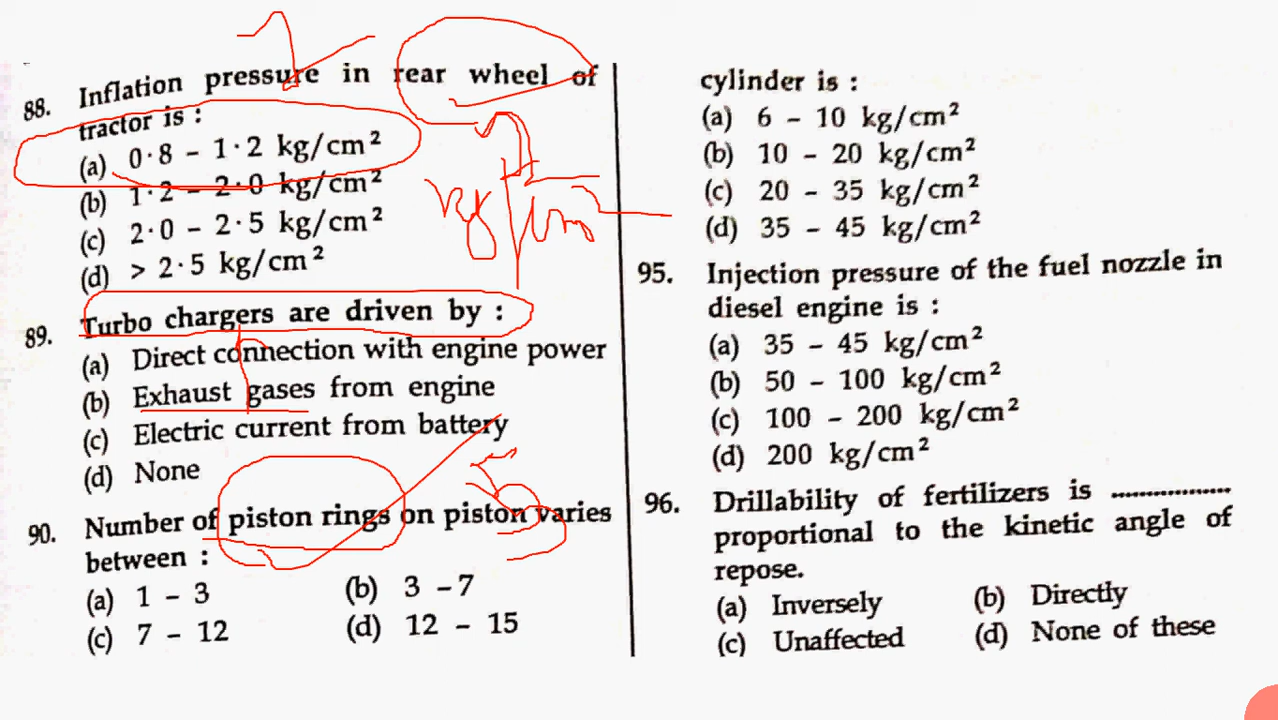 88. Inflation pressure in rear wheel of
tractor is :
(a) 0·8 – 1·2 kg/cm²
(b) 1·2 – 2·0 kg/cm²
(c) 2·0 – 2·5 kg/cm²
(d) > 2·5 kg/cm²
89. Turbo chargers are driven by :
(a) Direct connection with engine power
(b) Exhaust gases from engine
(c) Electric current from battery
(d) None
90. Number of piston rings on piston varies
between :
(a) 1 – 3 (b) 3 – 7
(c) 7 – 12 (d) 12 – 15
cylinder is :
(a) 6 – 10 kg/cm²
(b) 10 – 20 kg/cm²
(c) 20 – 35 kg/cm²
(d) 35 – 45 kg/cm²
95. Injection pressure of the fuel nozzle in
diesel engine is :
(a) 35 – 45 kg/cm²
(b) 50 – 100 kg/cm²
(c) 100 – 200 kg/cm²
(d) 200 kg/cm²
96. Drillability of fertilizers is .................
proportional to the kinetic angle of
repose.
(a) Inversely (b) Directly
(c) Unaffected (d) None of these